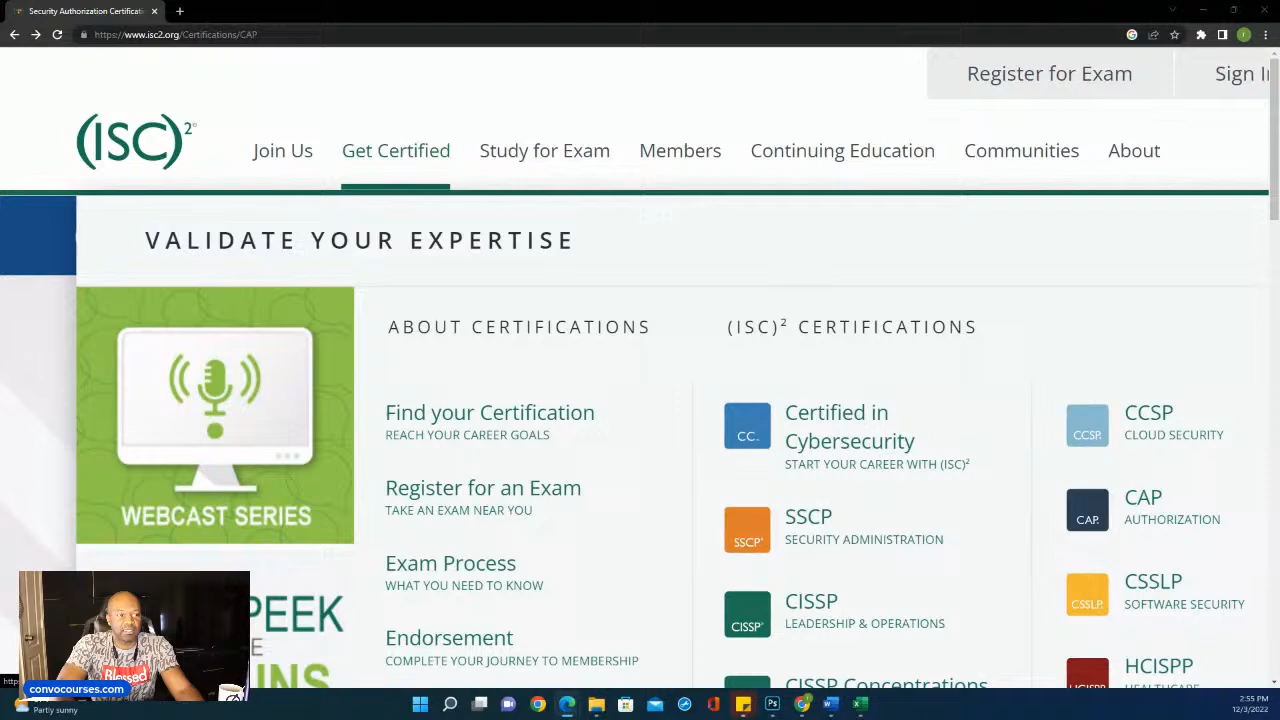 Security Authorization Certificatio
https://www.isc2.org/Certifications/CAP
Register for Exam
Sign I
(ISC)²
Join Us
Get Certified
Study for Exam
Members
Continuing Education
Communities
About
VALIDATE YOUR EXPERTISE
WEBCAST SERIES
PEEK
E
INS
ABOUT CERTIFICATIONS
Find your Certification
REACH YOUR CAREER GOALS
Register for an Exam
TAKE AN EXAM NEAR YOU
Exam Process
WHAT YOU NEED TO KNOW
Endorsement
COMPLETE YOUR JOURNEY TO MEMBERSHIP
(ISC)² CERTIFICATIONS
CC
Certified in
Cybersecurity
START YOUR CAREER WITH (ISC)²
SSCP
SSCP
SECURITY ADMINISTRATION
CISSP
CISSP
LEADERSHIP & OPERATIONS
CISSP Concentrations
CCSP
CCSP
CLOUD SECURITY
CAP
CAP
AUTHORIZATION
CSSLP
CSSLP
SOFTWARE SECURITY
HCISPP
HCISPP
HEALTHCARE
Blessed
convocourses.com
Partly sunny
2:55 PM
12/3/2022